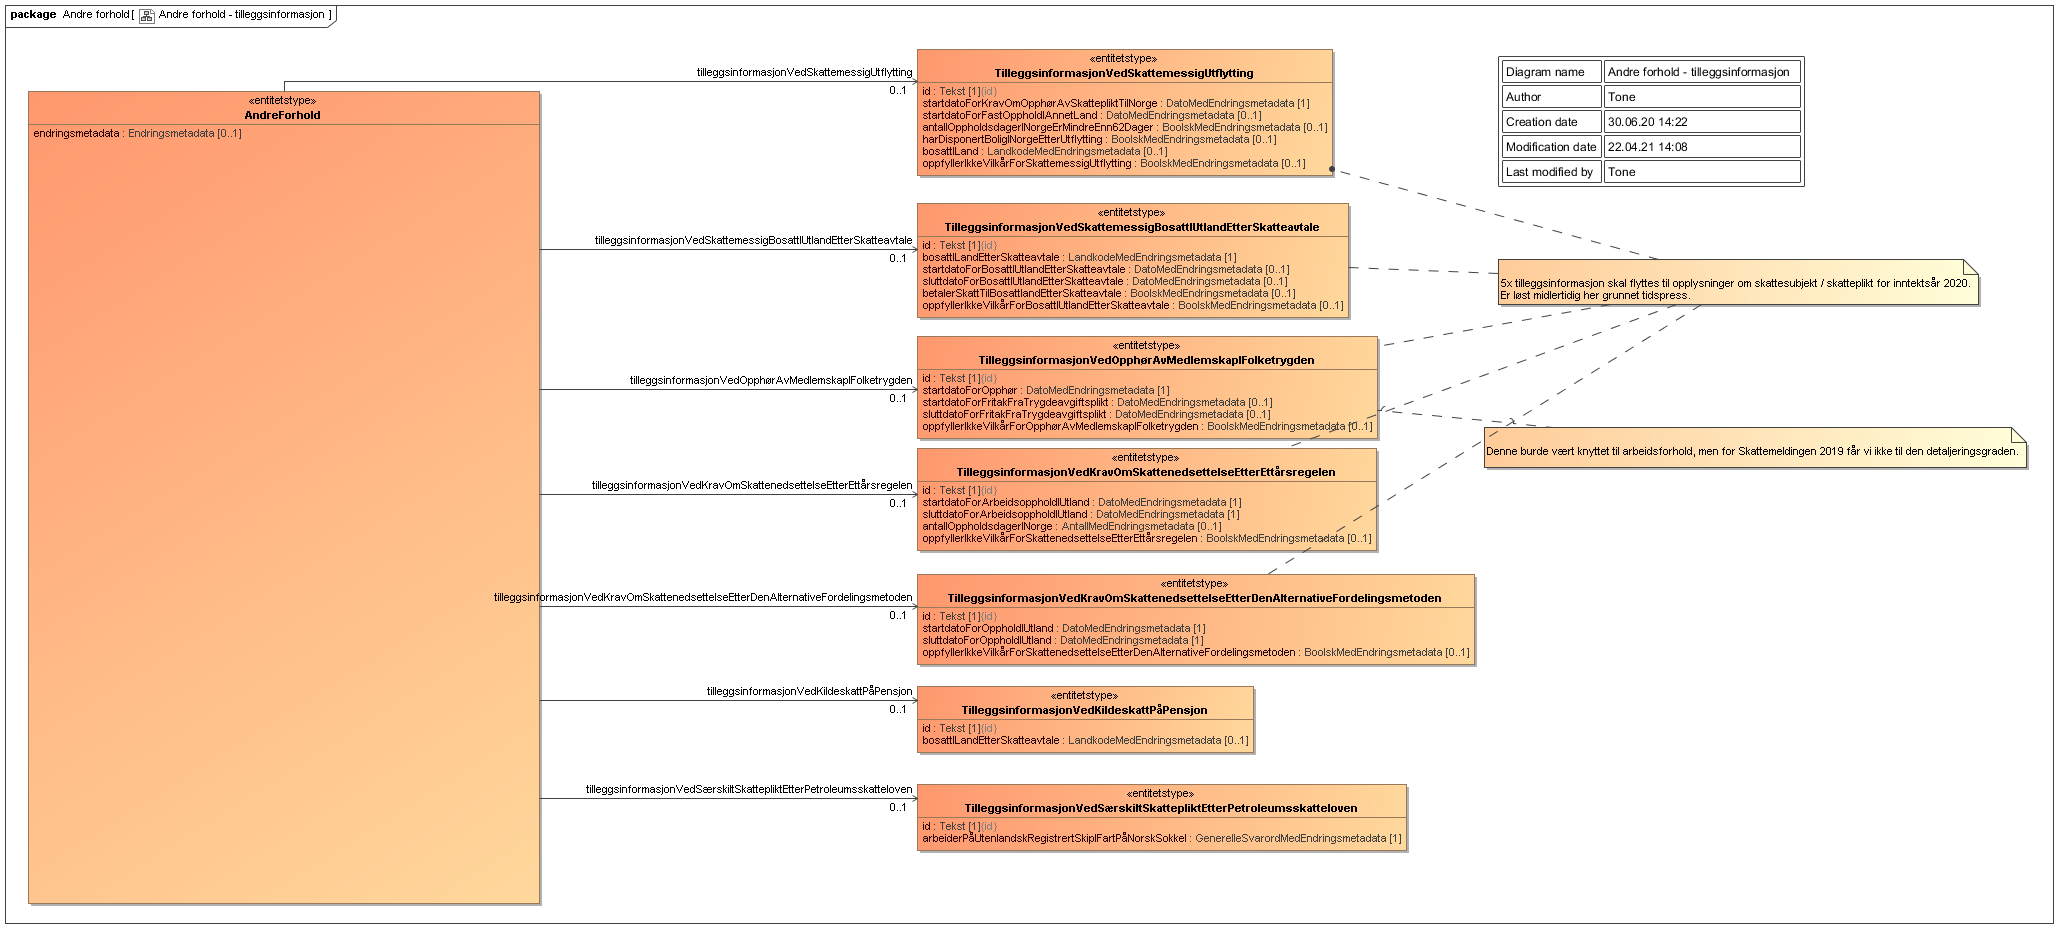 package Andre forhold [ Andre forhold - tilleggsinformasjon ]
«entitetstype»
AndreForhold
endringsmetadata : Endringsmetadata [0..1]
tilleggsinformasjonVedSkattemessigUtflytting
0..1
«entitetstype»
TilleggsinformasjonVedSkattemessigUtflytting
id : Tekst [1]{id}
startdatoForKravOmOpphørAvSkattepliktTilNorge : DatoMedEndringsmetadata [1]
startdatoForFastOppholdIAnnetLand : DatoMedEndringsmetadata [0..1]
antallOppholdsdagerINorgeErMindreEnn62Dager : BoolskMedEndringsmetadata [0..1]
harDisponertBoligINorgeEtterUtflytting : BoolskMedEndringsmetadata [0..1]
bosattILand : LandkodeMedEndringsmetadata [0..1]
oppfyllerIkkeVilkårForSkattemessigUtflytting : BoolskMedEndringsmetadata [0..1]
Diagram name Andre forhold - tilleggsinformasjon
Author Tone
Creation date 30.06.20 14:22
Modification date 22.04.21 14:08
Last modified by Tone
tilleggsinformasjonVedSkattemessigBosattIUtlandEtterSkatteavtale
0..1
«entitetstype»
TilleggsinformasjonVedSkattemessigBosattIUtlandEtterSkatteavtale
id : Tekst [1]{id}
bosattILandEtterSkatteavtale : LandkodeMedEndringsmetadata [1]
startdatoForBosattIUtlandEtterSkatteavtale : DatoMedEndringsmetadata [0..1]
sluttdatoForBosattIUtlandEtterSkatteavtale : DatoMedEndringsmetadata [0..1]
betalerSkattTilBosattlandEtterSkatteavtale : BoolskMedEndringsmetadata [0..1]
oppfyllerIkkeVilkårForBosattIUtlandEtterSkatteavtale : BoolskMedEndringsmetadata [0..1]
5x tilleggsinformasjon skal flyttes til opplysninger om skattesubjekt / skatteplikt for inntektsår 2020.
Er løst midlertidig her grunnet tidspress.
tilleggsinformasjonVedOpphørAvMedlemskapIFolketrygden
0..1
«entitetstype»
TilleggsinformasjonVedOpphørAvMedlemskapIFolketrygden
id : Tekst [1]{id}
startdatoForOpphør : DatoMedEndringsmetadata [1]
startdatoForFritakFraTrygdeavgiftsplikt : DatoMedEndringsmetadata [0..1]
sluttdatoForFritakFraTrygdeavgiftsplikt : DatoMedEndringsmetadata [0..1]
oppfyllerIkkeVilkårForOpphørAvMedlemskapIFolketrygden : BoolskMedEndringsmetadata [0..1]
Denne burde vært knyttet til arbeidsforhold, men for Skattemeldingen 2019 får vi ikke til den detaljeringsgraden.
tilleggsinformasjonVedKravOmSkattenedsettelseEtterEttårsregelen
0..1
«entitetstype»
TilleggsinformasjonVedKravOmSkattenedsettelseEtterEttårsregelen
id : Tekst [1]{id}
startdatoForArbeidsoppholdIUtland : DatoMedEndringsmetadata [1]
sluttdatoForArbeidsoppholdIUtland : DatoMedEndringsmetadata [1]
antallOppholdsdagerINorge : AntallMedEndringsmetadata [0..1]
oppfyllerIkkeVilkårForSkattenedsettelseEtterEttårsregelen : BoolskMedEndringsmetadata [0..1]
tilleggsinformasjonVedKravOmSkattenedsettelseEtterDenAlternativeFordelingsmetoden
0..1
«entitetstype»
TilleggsinformasjonVedKravOmSkattenedsettelseEtterDenAlternativeFordelingsmetoden
id : Tekst [1]{id}
startdatoForOppholdIUtland : DatoMedEndringsmetadata [1]
sluttdatoForOppholdIUtland : DatoMedEndringsmetadata [1]
oppfyllerIkkeVilkårForSkattenedsettelseEtterDenAlternativeFordelingsmetoden : BoolskMedEndringsmetadata [0..1]
tilleggsinformasjonVedKildeskattPåPensjon
0..1
«entitetstype»
TilleggsinformasjonVedKildeskattPåPensjon
id : Tekst [1]{id}
bosattILandEtterSkatteavtale : LandkodeMedEndringsmetadata [0..1]
tilleggsinformasjonVedSærskiltSkattepliktEtterPetroleumsskatteloven
0..1
«entitetstype»
TilleggsinformasjonVedSærskiltSkattepliktEtterPetroleumsskatteloven
id : Tekst [1]{id}
arbeiderPåUtenlandskRegistrertSkipIFartPåNorskSokkel : GenerelleSvarordMedEndringsmetadata [1]